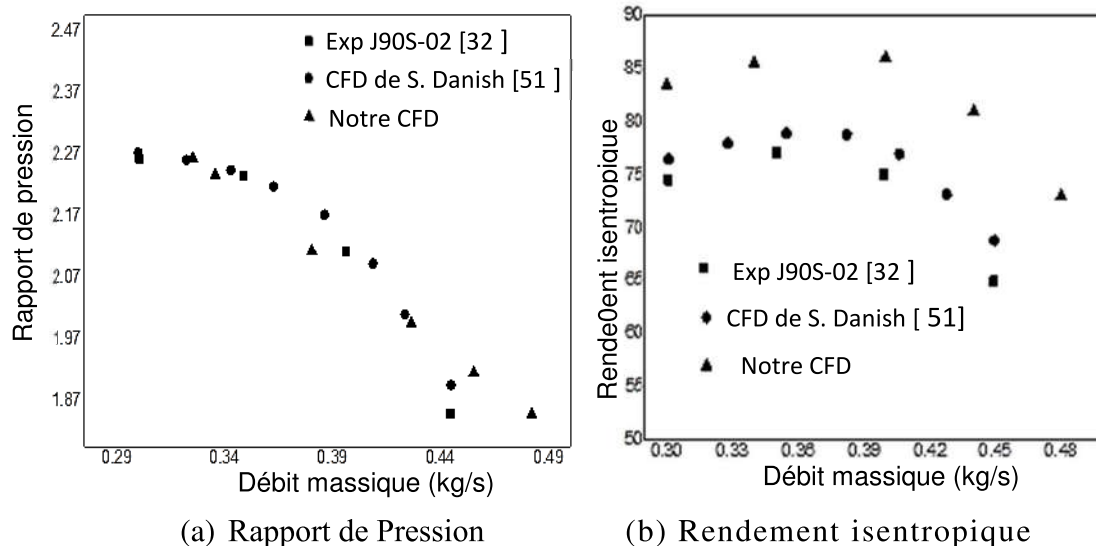 2.47
2.37
2.27
2.17
2.07
1.97
1.87
Rapport de pression
Exp J90S-02 [32 ]
CFD de S. Danish [51 ]
Notre CFD
0.29 0.34 0.39 0.44 0.49
Débit massique (kg/s)
(a) Rapport de Pression
90
85
80
75
70
65
60
55
50
Rende0ent isentropique
Exp J90S-02 [32 ]
CFD de S. Danish [ 51]
Notre CFD
0.30 0.33 0.36 0.39 0.42 0.45 0.48
Débit massique (kg/s)
(b) Rendement isentropique